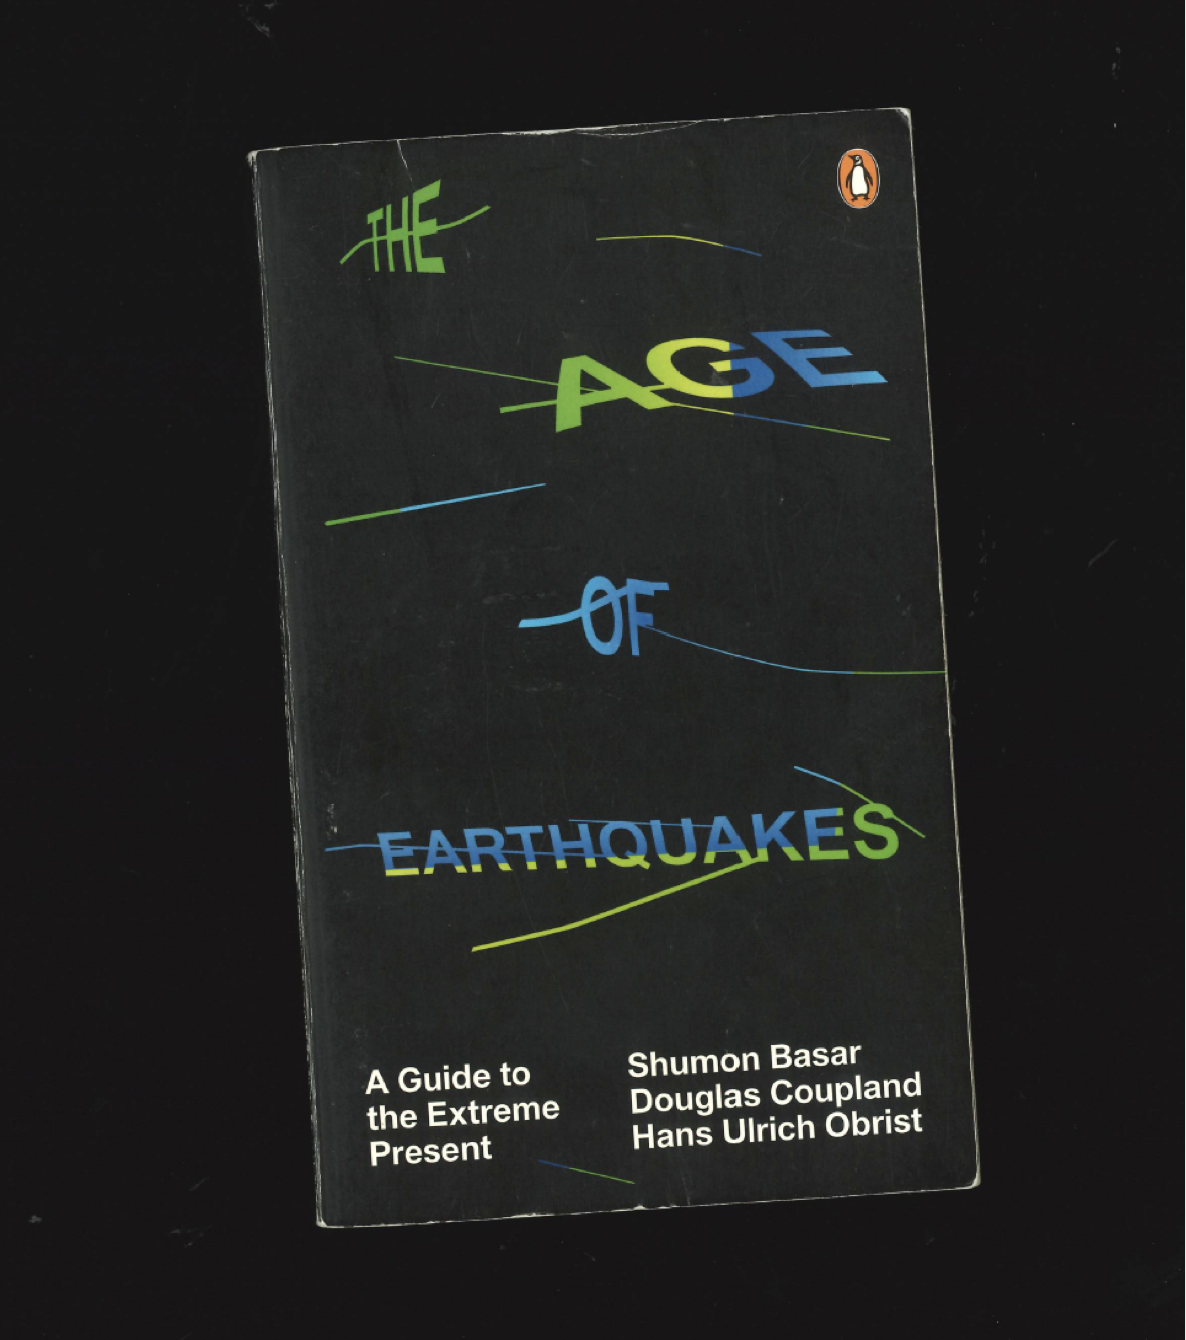 THE
AGE
OF
EARTHQUAKES
A Guide to
the Extreme
Present
Shumon Basar
Douglas Coupland
Hans Ulrich Obrist